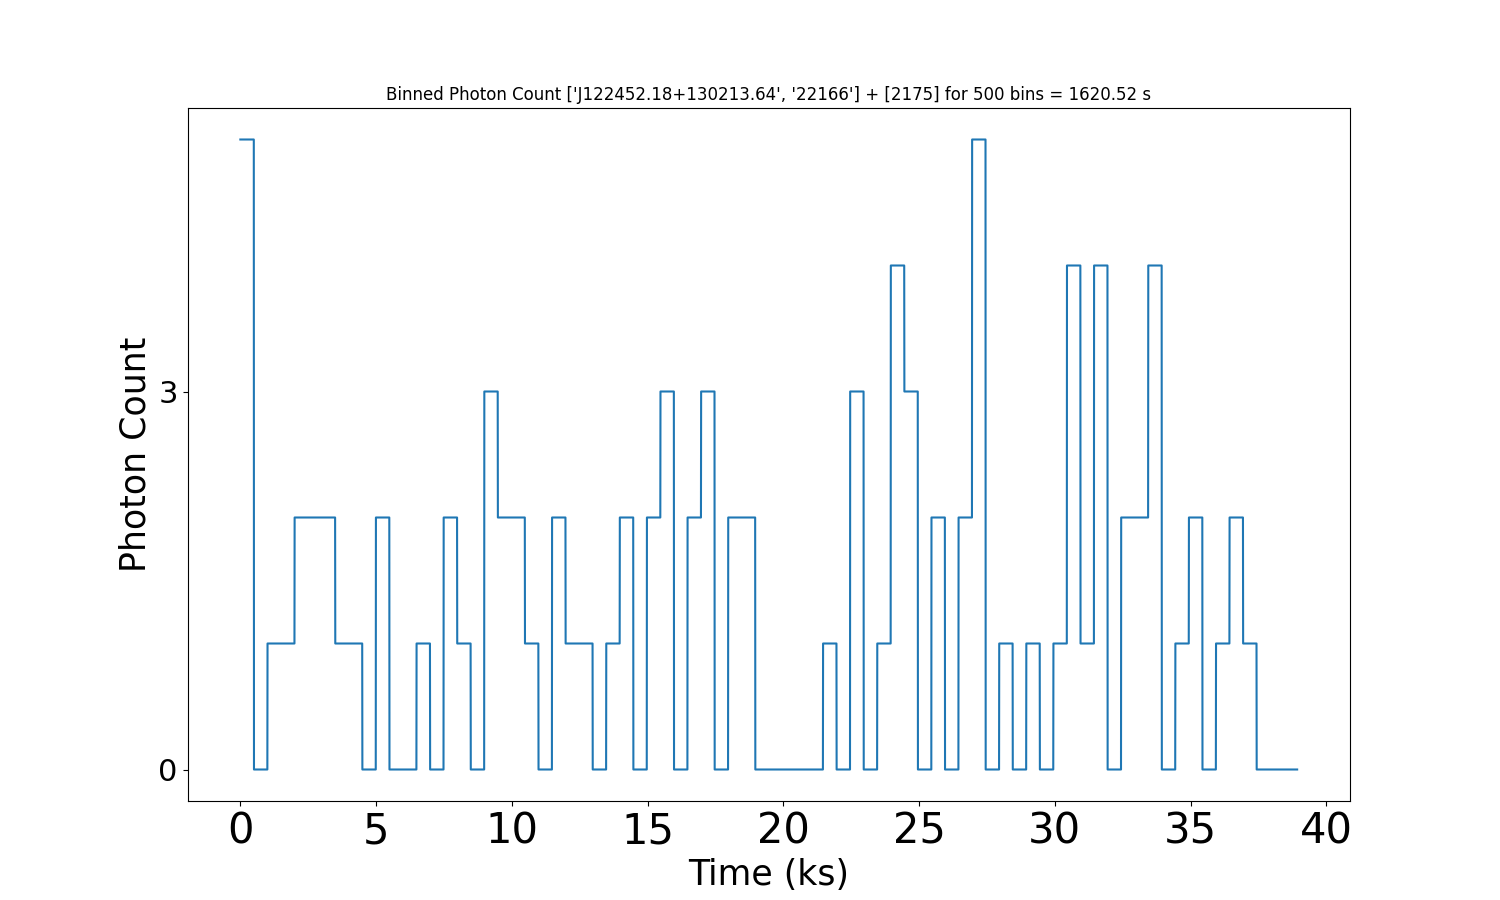 Binned Photon Count ['J122452.18+130213.64', '22166'] + [2175] for 500 bins = 1620.52 s
Photon Count
3
0
0 5 10 15 20 25 30 35 40
Time (ks)